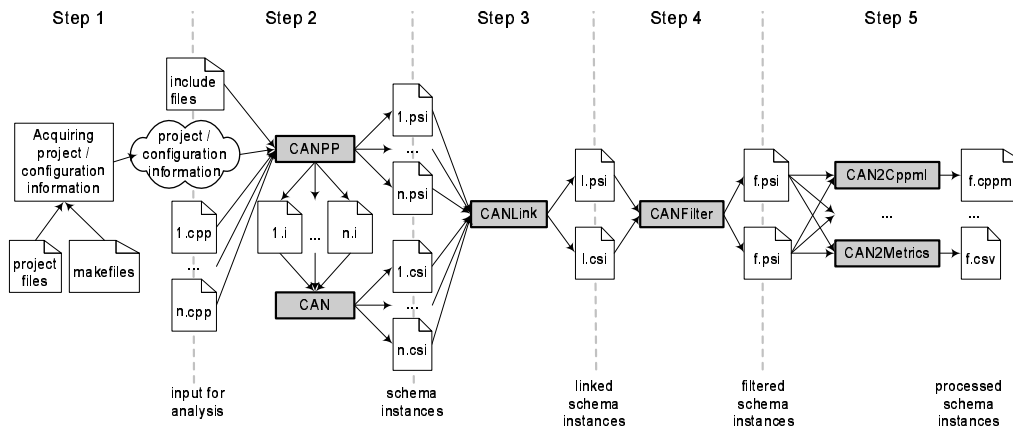 Step 1
Step 2
Step 3
Step 4
Step 5
include
files
Acquiring
project /
configuration
information
project /
configuration
information
project
files
makefiles
1.cpp
...
n.cpp
CANPP
1.i
...
n.i
CAN
1.psi
...
n.psi
1.csi
...
n.csi
CANLink
l.psi
l.csi
CANFilter
f.psi
f.psi
CAN2Cppml
...
CAN2Metrics
f.cppm
...
f.csv
input for
analysis
schema
instances
linked
schema
instances
filtered
schema
instances
processed
schema
instances